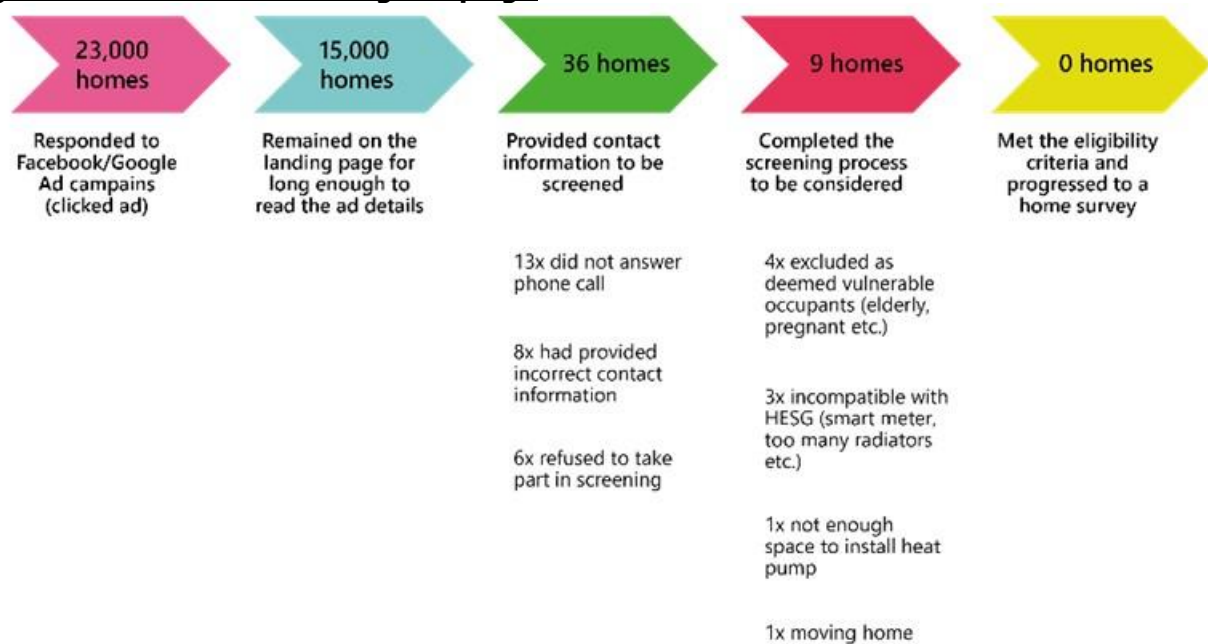 23,000
homes
15,000
homes
36 homes
9 homes
0 homes
Responded to
Facebook/Google
Ad campains
(clicked ad)
Remained on the
landing page for
long enough to
read the ad details
Provided contact
information to be
screened
Completed the
screening process
to be considered
Met the eligibility
criteria and
progressed to a
home survey
13x did not answer
phone call
8x had provided
incorrect contact
information
6x refused to take
part in screening
4x excluded as
deemed vulnerable
occupants (elderly,
pregnant etc.)
3x incompatible with
HESG (smart meter,
too many radiators
etc.)
1x not enough
space to install heat
pump
1x moving home